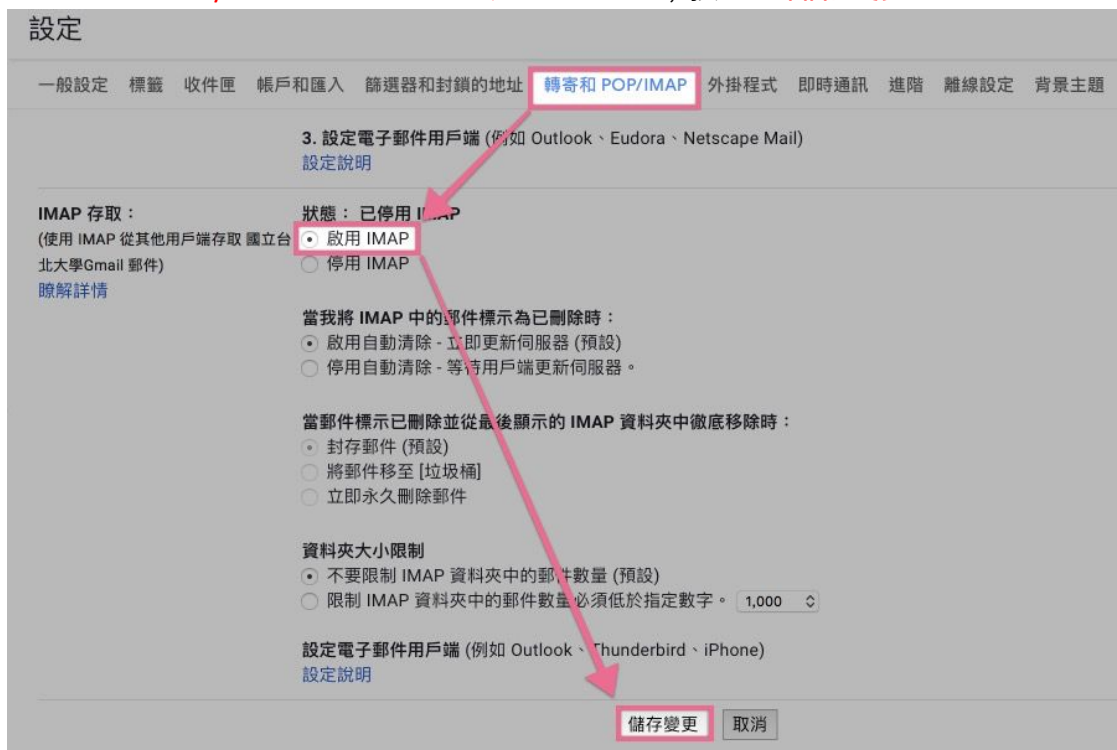 設定
一般設定 標籤 收件匣 帳戶和匯入 篩選器和封鎖的地址 轉寄和 POP/IMAP 外掛程式 即時通訊 進階 離線設定 背景主題
3. 設定電子郵件用戶端 (例如 Outlook、Eudora、Netscape Mail)
設定說明
IMAP 存取：
(使用 IMAP 從其他用戶端存取 國立台
北大學Gmail 郵件)
瞭解詳情
狀態： 已停用 IMAP
啟用 IMAP
停用 IMAP
當我將 IMAP 中的郵件標示為已刪除時：
啟用自動清除 - 立即更新伺服器 (預設)
停用自動清除 - 等待用戶端更新伺服器。
當郵件標示已刪除並從最後顯示的 IMAP 資料夾中徹底移除時：
封存郵件 (預設)
將郵件移至 [垃圾桶]
立即永久刪除郵件
資料夾大小限制
不要限制 IMAP 資料夾中的郵件數量 (預設)
限制 IMAP 資料夾中的郵件數量必須低於指定數字。 1,000
設定電子郵件用戶端 (例如 Outlook、Thunderbird、iPhone)
設定說明
儲存變更 取消